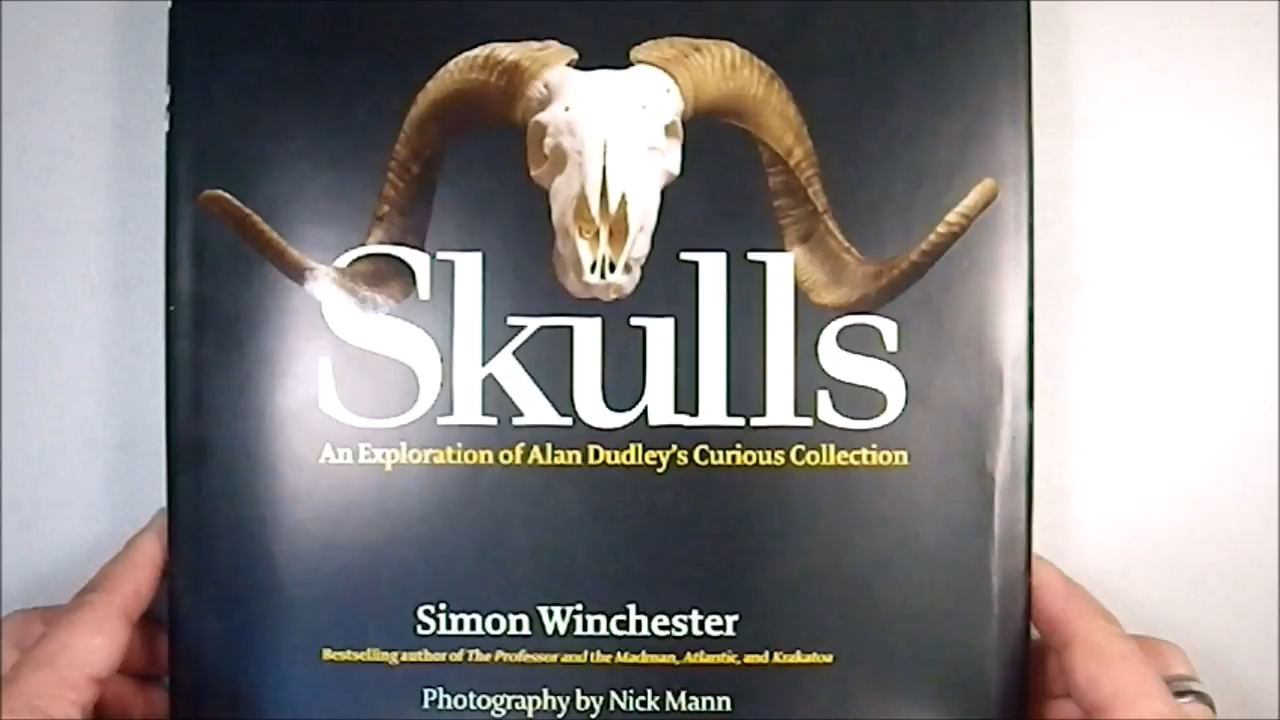 Skulls
An Exploration of Alan Dudley's Curious Collection
Simon Winchester
Bestselling author of The Professor and the Madman, Atlantic, and Krakatoa
Photography by Nick Mann